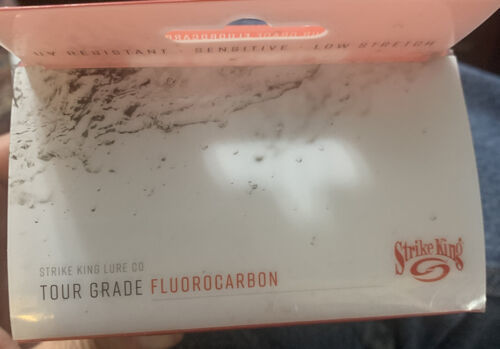 UV RESISTANT · SENSITIVE · LOW STRETCH
STRIKE KING LURE CO
TOUR GRADE FLUOROCARBON
Strike King